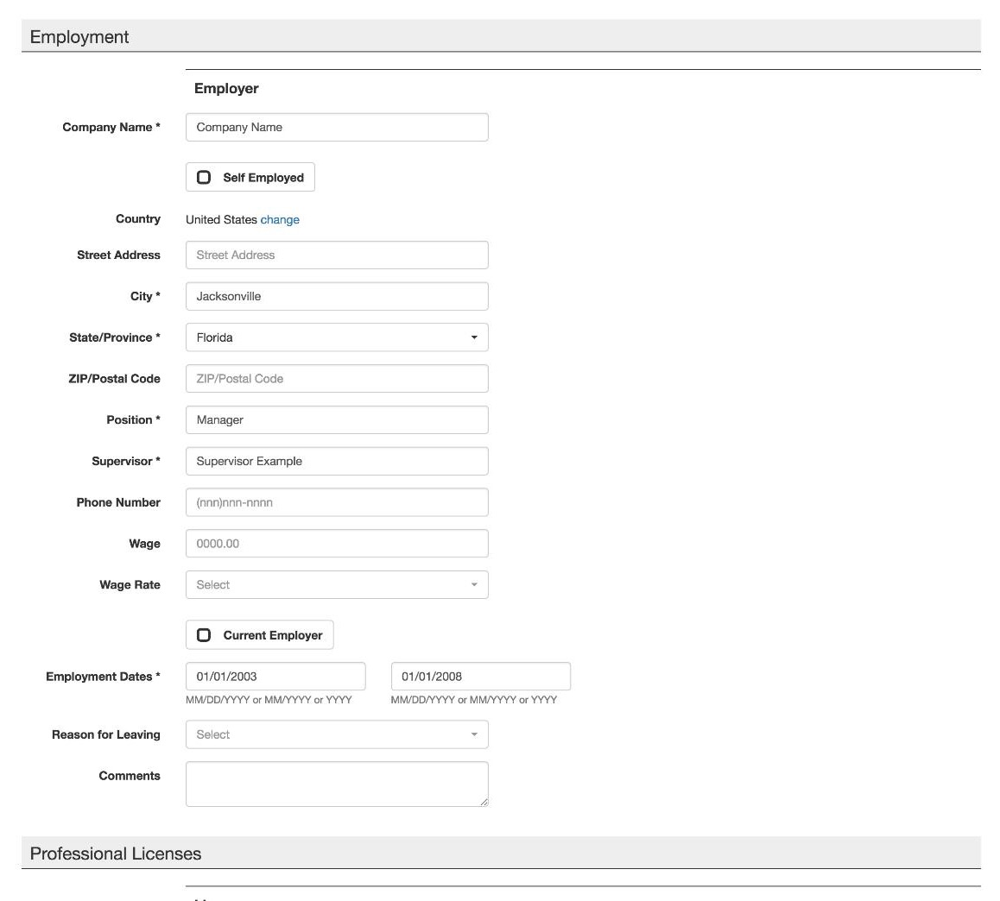 Employment
Employer
Company Name * Company Name
Self Employed
Country United States change
Street Address Street Address
City * Jacksonville
State/Province * Florida
ZIP/Postal Code ZIP/Postal Code
Position * Manager
Supervisor * Supervisor Example
Phone Number (nnn)nnn-nnnn
Wage 0000.00
Wage Rate Select
Current Employer
Employment Dates * 01/01/2003 01/01/2008
MM/DD/YYYY or MM/YYYY or YYYY MM/DD/YYYY or MM/YYYY or YYYY
Reason for Leaving Select
Comments
Professional Licenses